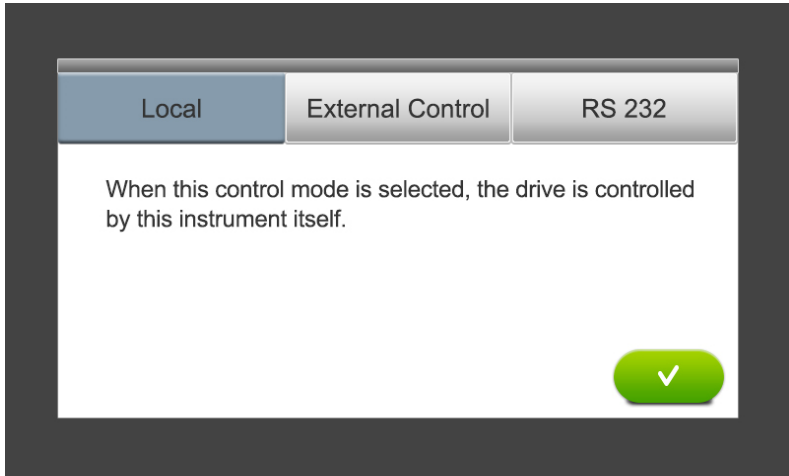 Local
External Control
RS 232
When this control mode is selected, the drive is controlled
by this instrument itself.